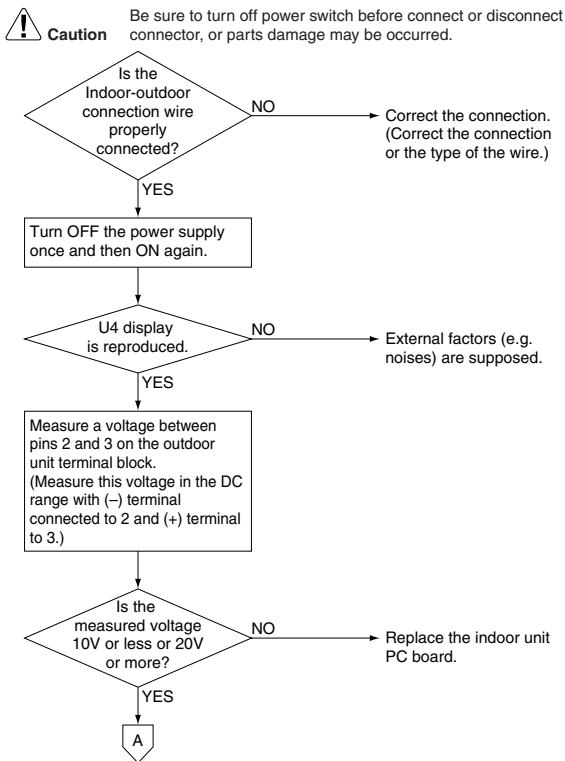 Caution
Be sure to turn off power switch before connect or disconnect
connector, or parts damage may be occurred.
Is the
Indoor-outdoor
connection wire
properly
connected?
NO
Correct the connection.
(Correct the connection
or the type of the wire.)
YES
Turn OFF the power supply
once and then ON again.
U4 display
is reproduced.
NO
External factors (e.g.
noises) are supposed.
YES
Measure a voltage between
pins 2 and 3 on the outdoor
unit terminal block.
(Measure this voltage in the DC
range with (–) terminal
connected to 2 and (+) terminal
to 3.)
Is the
measured voltage
10V or less or 20V
or more?
NO
Replace the indoor unit
PC board.
YES
A